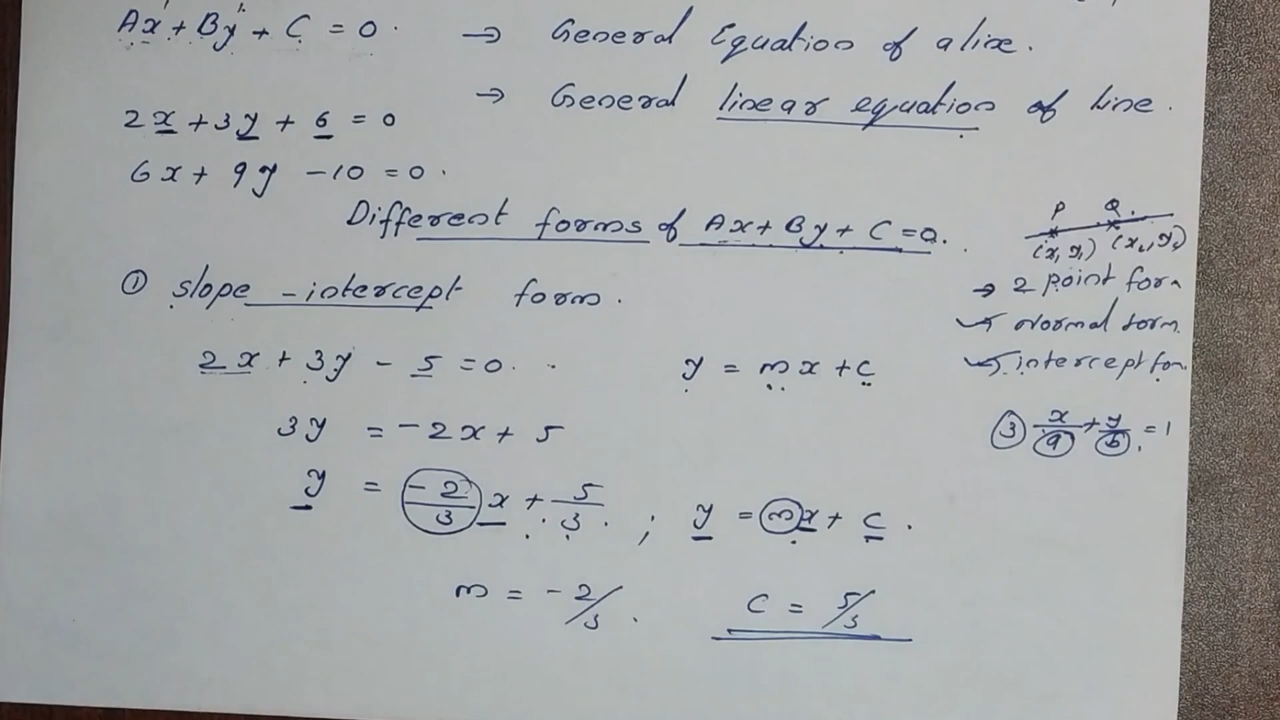 Ax¹ + By¹ + C = 0. → General Equation of a line.
→ General linear equation of line.
2x + 3y + 6 = 0
6x + 9y - 10 = 0.
Different forms of Ax + By + C = 0.
P Q.
(x₁ y₁) (x₂, y₂)
① slope - intercept form.
→ 2 point form
Normal form.
intercept for
2x + 3y - 5 = 0. y = mx + c
3y = -2x + 5
③ x/a + y/b = 1
y = -2/3 x + 5/3. ; y = mx + c.
m = -2/3. C = 5/3